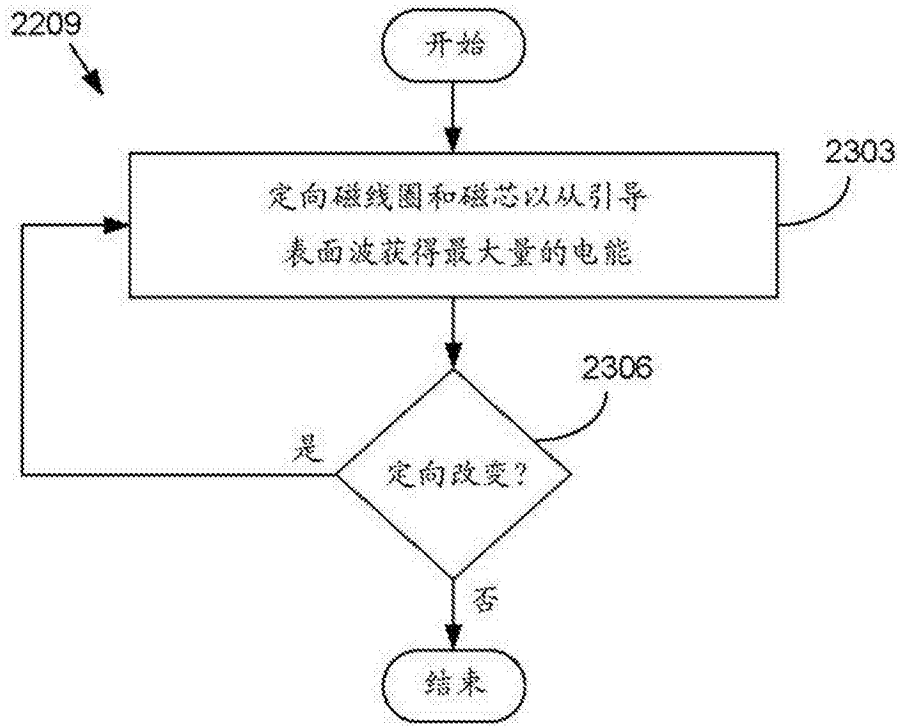 2209
开始
2303
定向磁线圈和磁芯以从引导
表面波获得最大量的电能
2306
是
定向改变?
否
结束